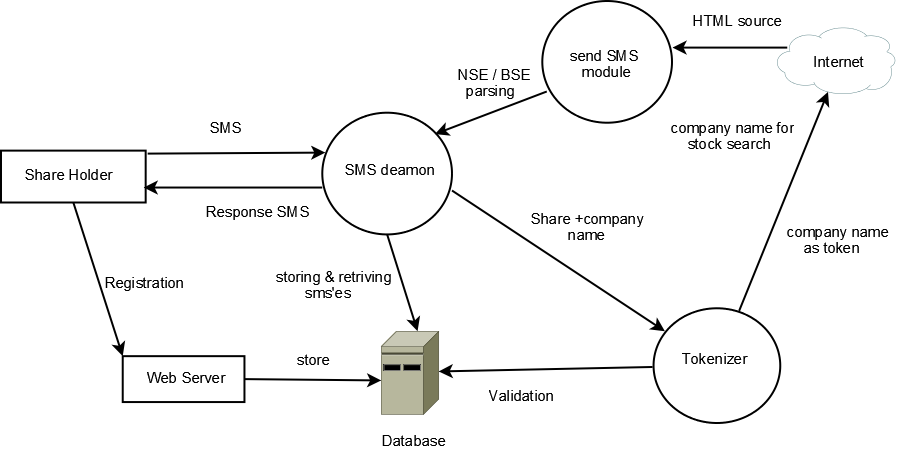 HTML source
send SMS
module
Internet
NSE / BSE
parsing
SMS
company name for
stock search
Share Holder
SMS deamon
Response SMS
Share +company
name
company name
as token
Registration
storing & retriving
sms'es
Web Server
store
Tokenizer
Validation
Database